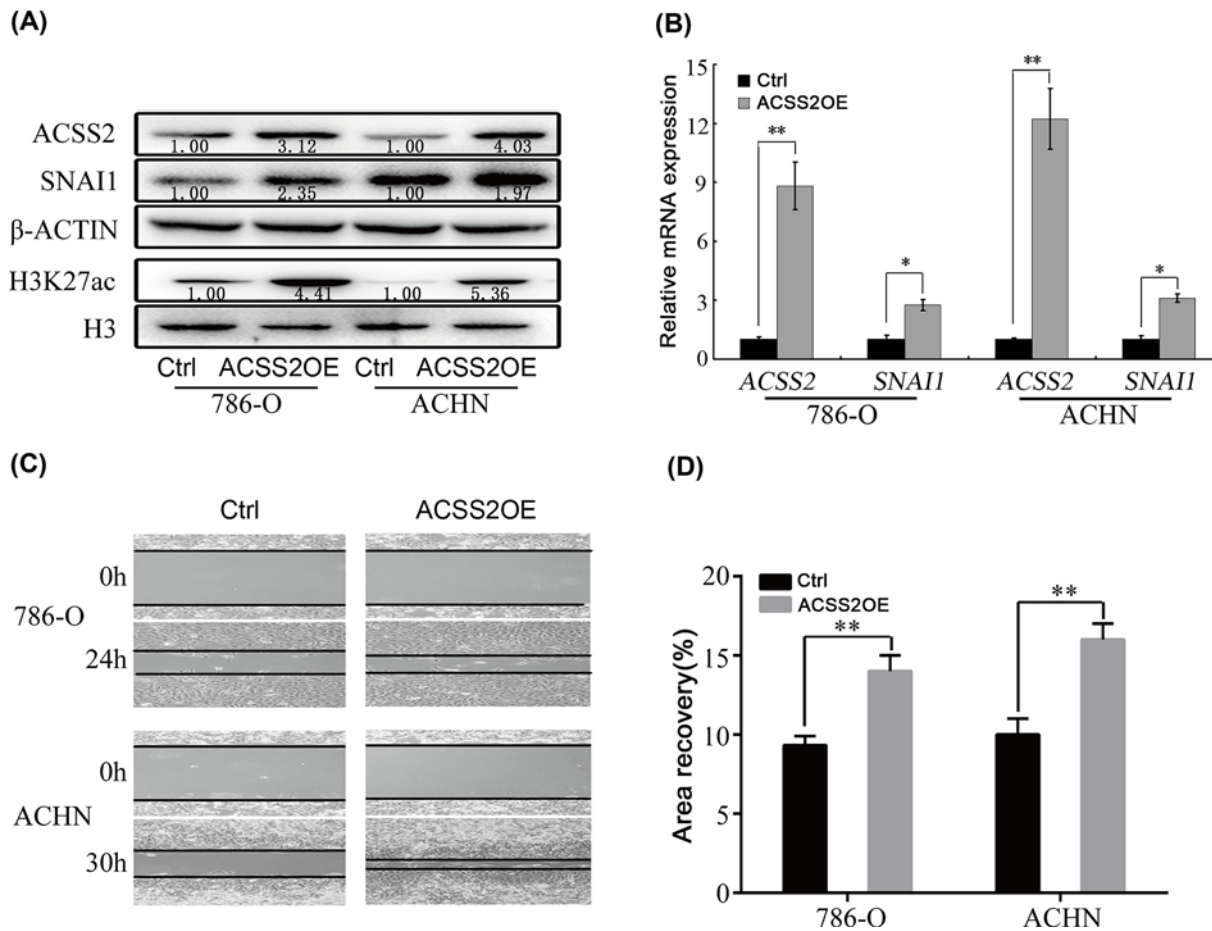 (A)
ACSS2
1.00 3.12 1.00 4.03
SNAI1
1.00 2.35 1.00 1.97
β-ACTIN
H3K27ac
1.00 4.41 1.00 5.36
H3
Ctrl ACSS2OE Ctrl ACSS2OE
786-O ACHN
(B)
Relative mRNA expression
15
12
9
6
3
0
Ctrl
ACSS2OE
** * ** *
ACSS2 SNAI1 ACSS2 SNAI1
786-O ACHN
(C)
Ctrl ACSS2OE
0h
786-O
24h
0h
ACHN
30h
(D)
Area recovery(%)
20
15
10
5
0
Ctrl
ACSS2OE
** **
786-O ACHN